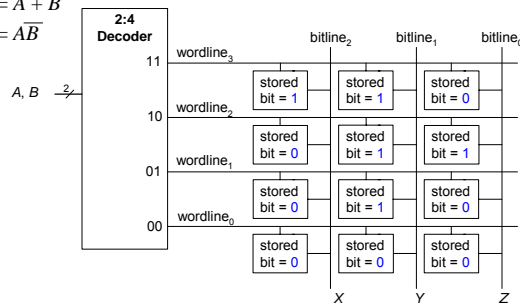 = A + B
= A\overline{B}
2:4
Decoder
A, B
2
11
10
01
00
bitline₂ bitline₁ bitline₀
wordline₃
stored bit = 1 stored bit = 1 stored bit = 0
wordline₂
stored bit = 0 stored bit = 1 stored bit = 1
wordline₁
stored bit = 0 stored bit = 1 stored bit = 0
wordline₀
stored bit = 0 stored bit = 0 stored bit = 0
X Y Z